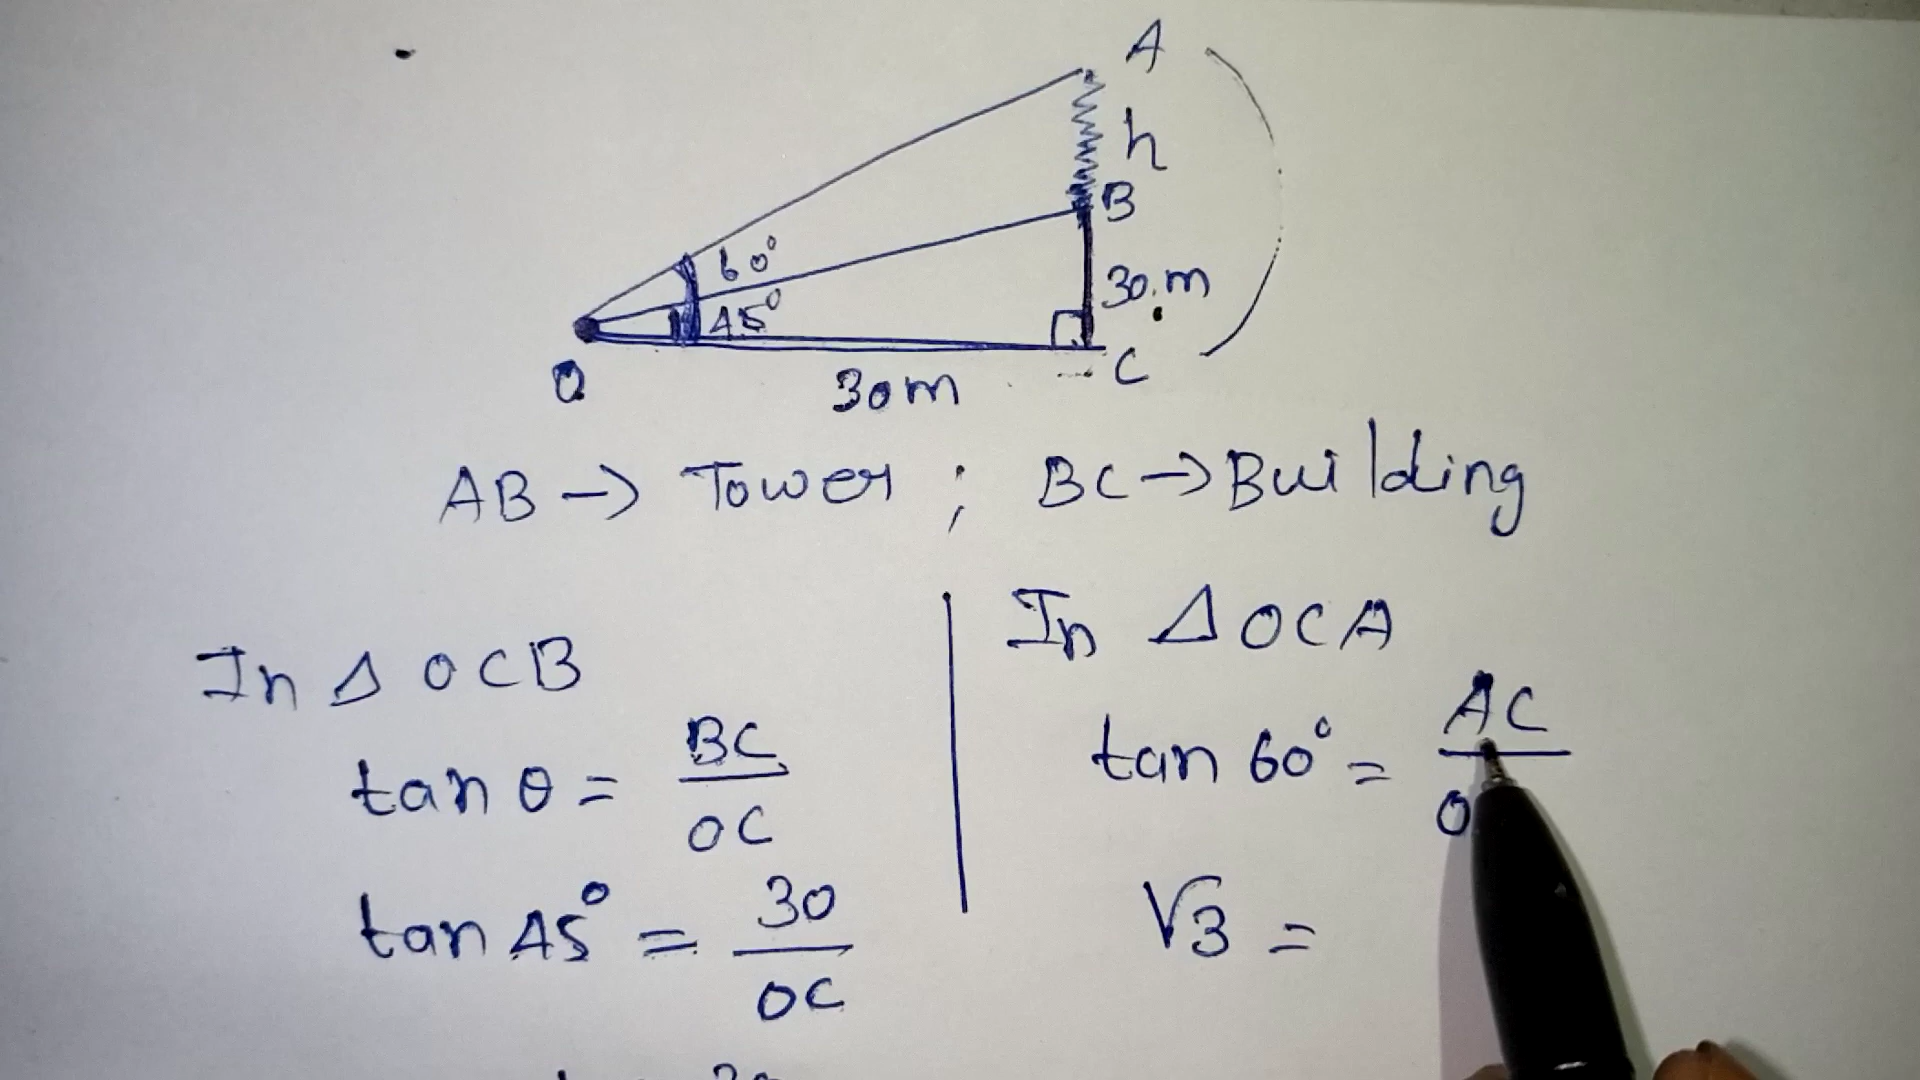 A
h
B
60°
45°
30.m
O
30m
C
AB → Tower ; BC → Building
In △ OCB
tan θ = BC / OC
tan 45° = 30 / OC
In △ OCA
tan 60° = AC / O
√3 =